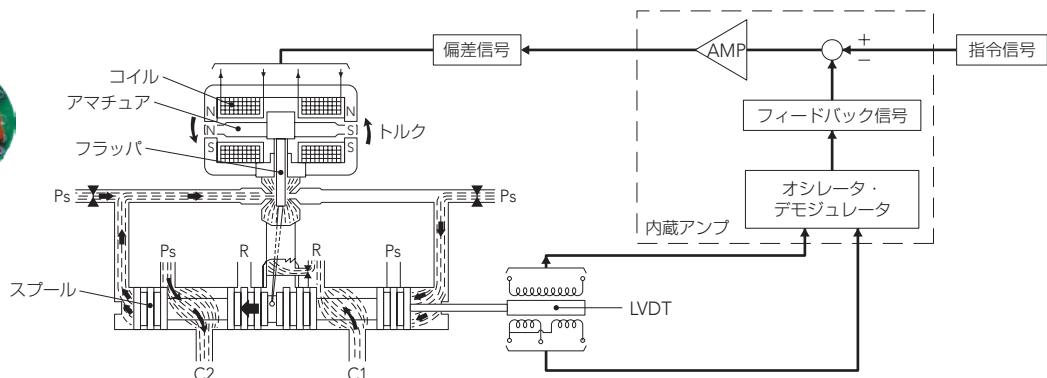 偏差信号
AMP
+
−
指令信号
コイル
アマチュア
フラッパ
N
N
S
N
S
S
トルク
フィードバック信号
オシレータ・
デモジュレータ
内蔵アンプ
Ps
Ps
Ps
R
R
Ps
スプール
LVDT
C2
C1